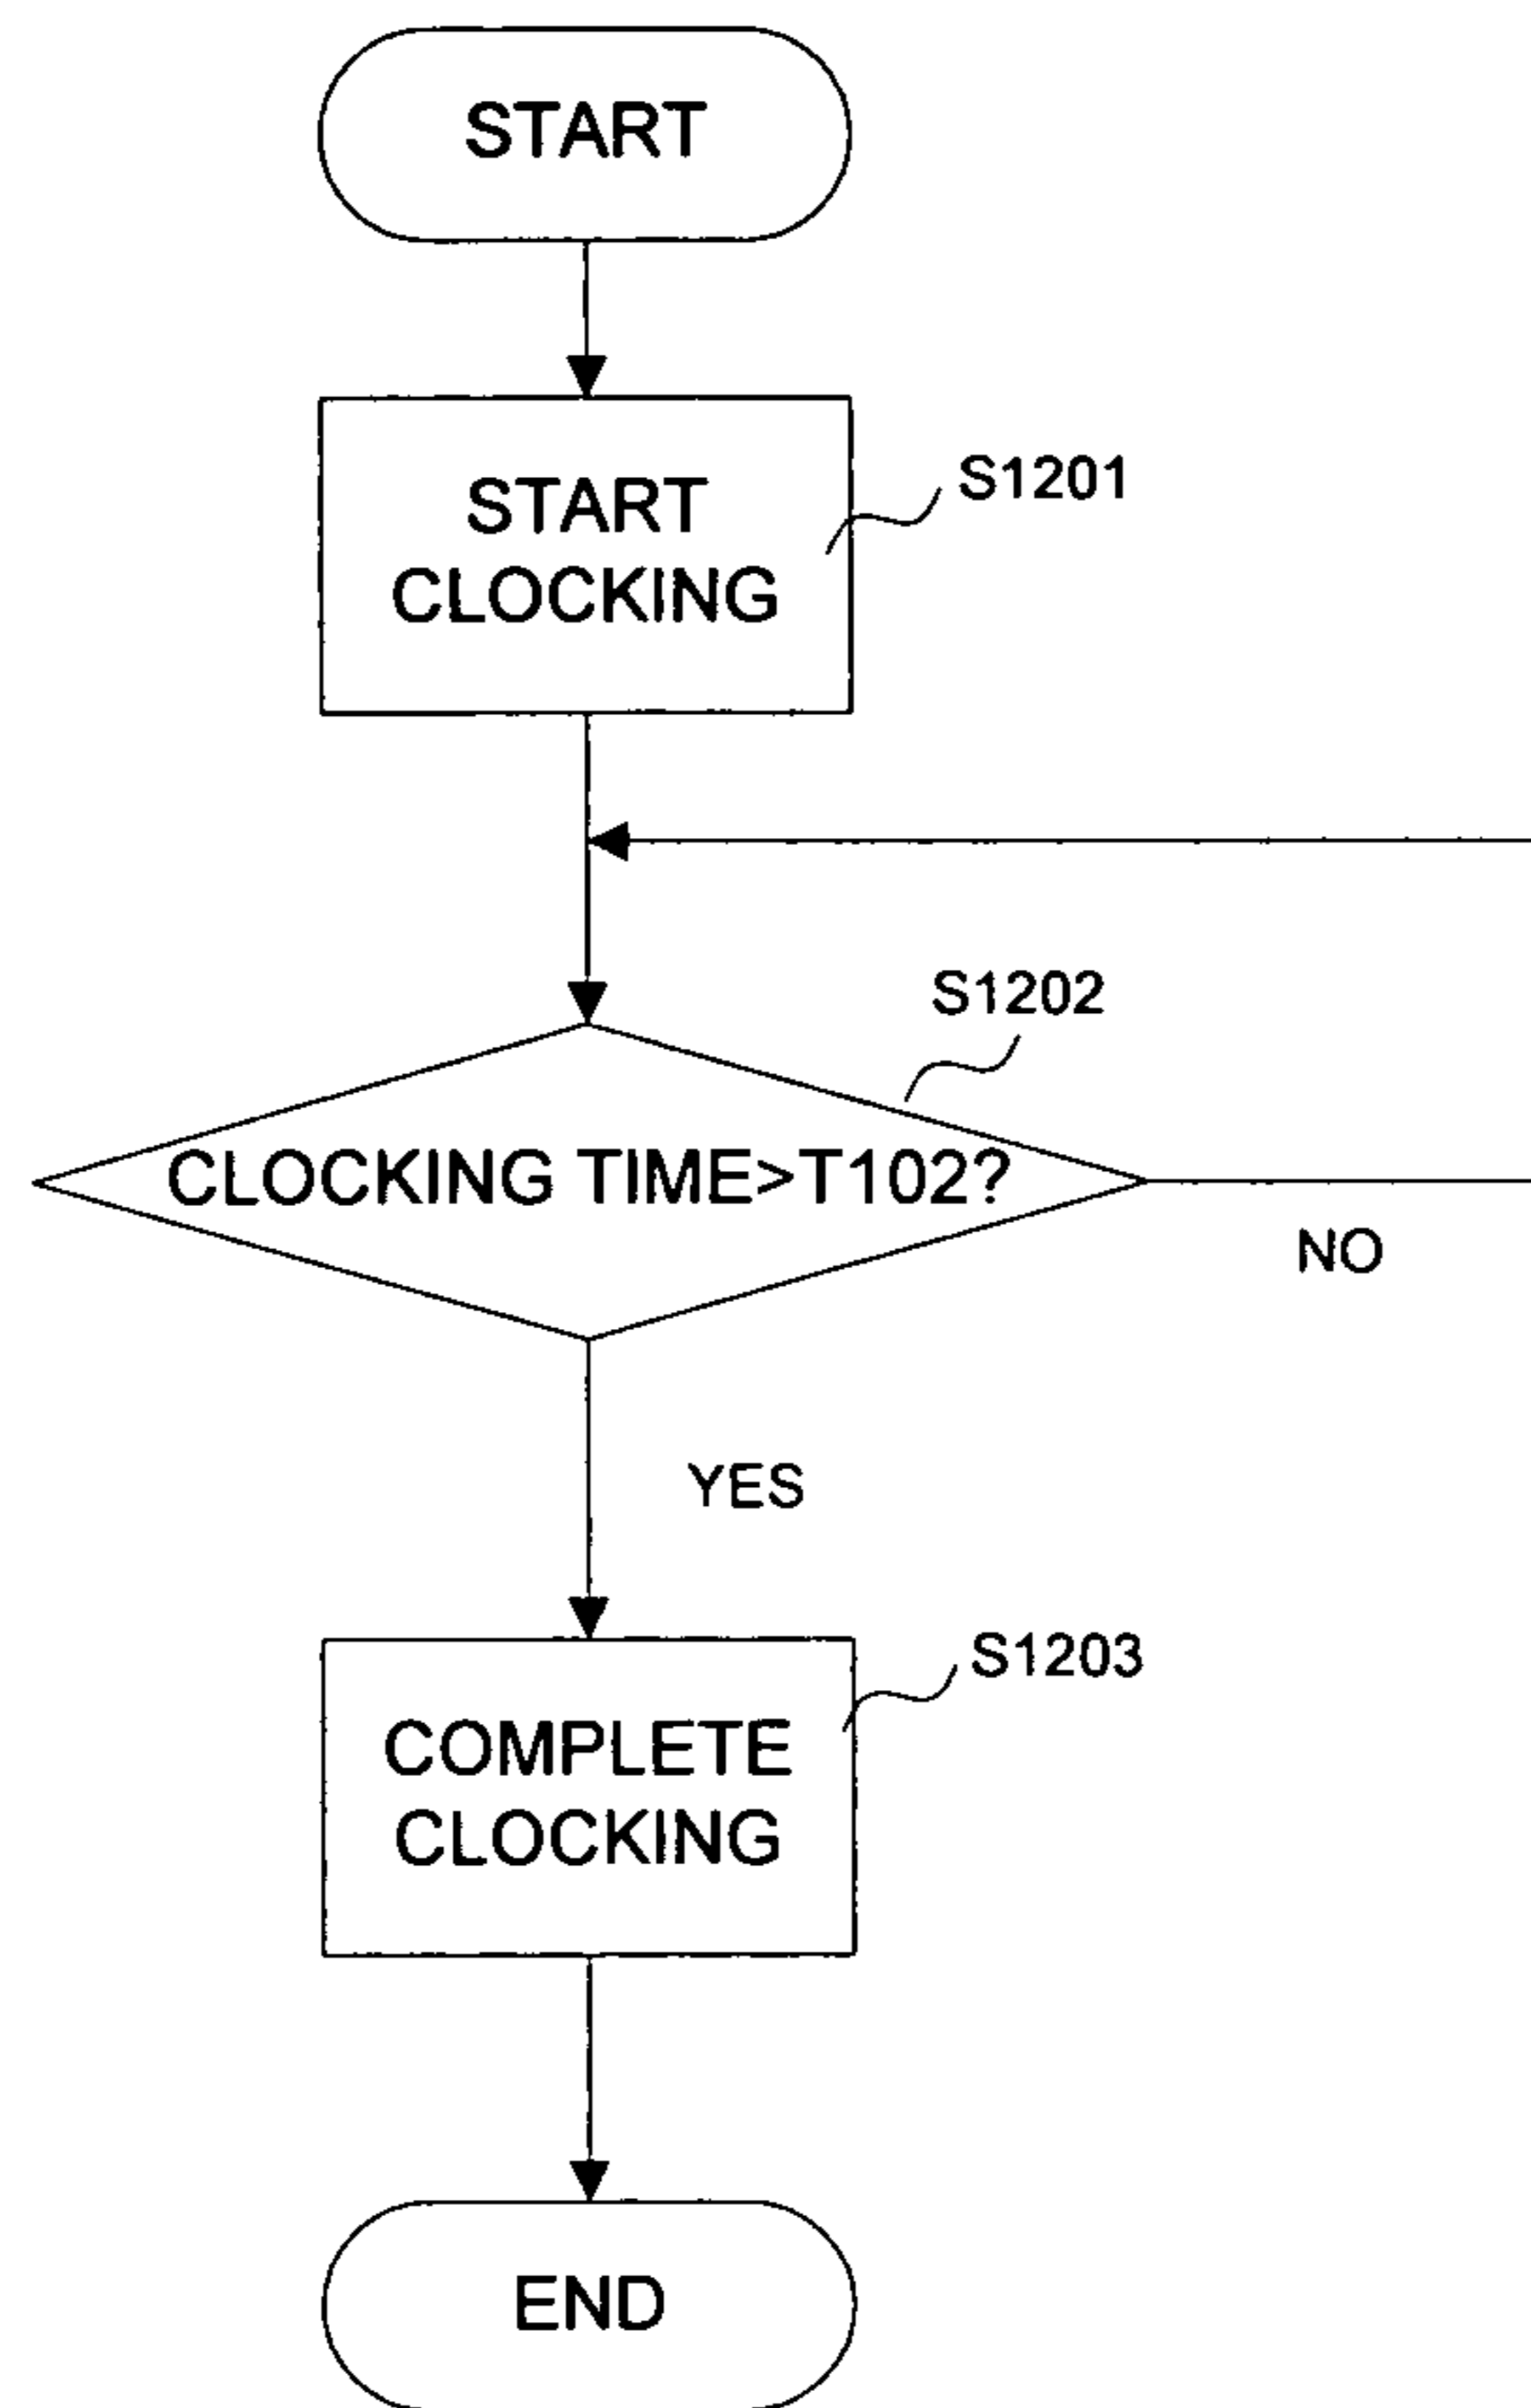 START
START
CLOCKING
S1201
S1202
CLOCKING TIME>T102?
NO
YES
S1203
COMPLETE
CLOCKING
END